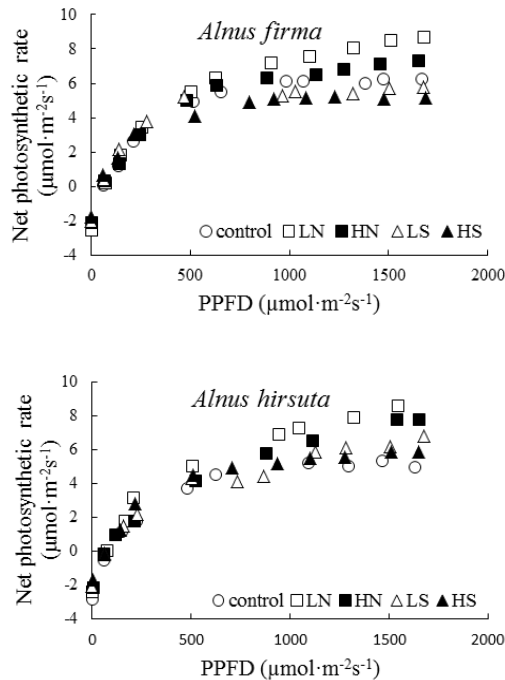 Alnus firma
10
8
6
4
2
0
-2
-4
Net photosynthetic rate
(µmol·m-2s-1)
○control □LN ■HN △LS ▲HS
0 500 1000 1500 2000
PPFD (µmol·m-2s-1)
Alnus hirsuta
10
8
6
4
2
0
-2
-4
Net photosynthetic rate
(µmol·m-2s-1)
○control □LN ■HN △LS ▲HS
0 500 1000 1500 2000
PPFD (µmol·m-2s-1)